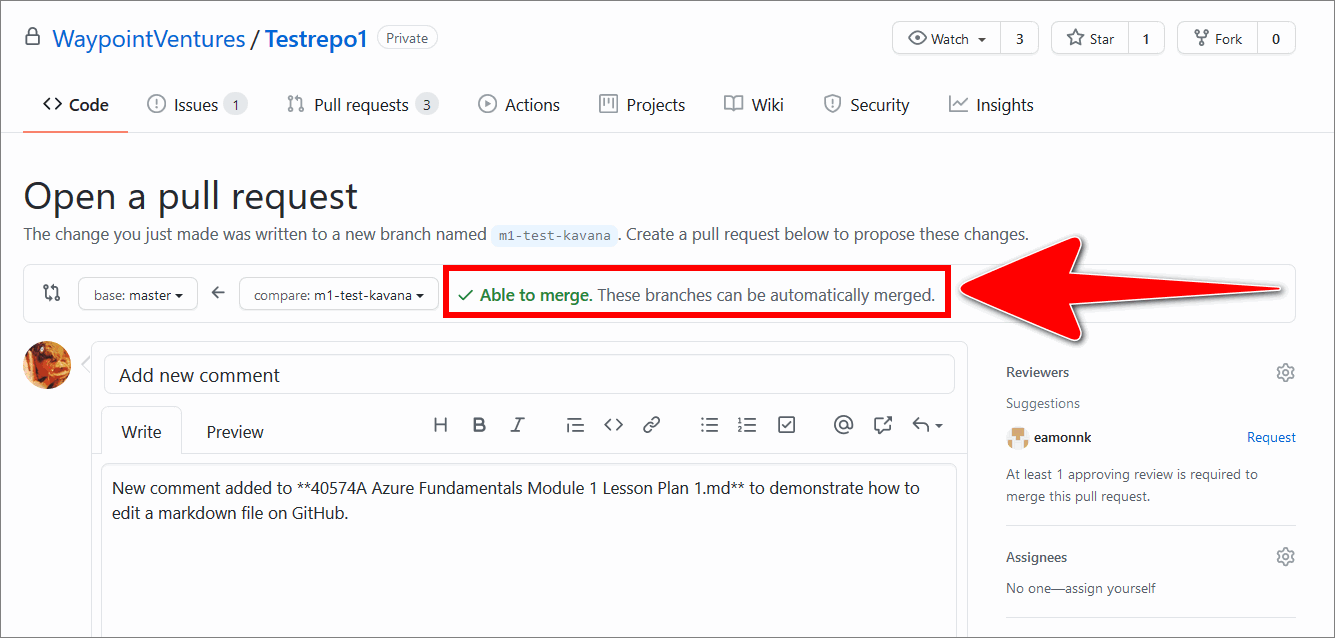 WaypointVentures / Testrepo1 Private Watch 3 Star 1 Fork 0
Code Issues 1 Pull requests 3 Actions Projects Wiki Security Insights
Open a pull request
The change you just made was written to a new branch named m1-test-kavana . Create a pull request below to propose these changes.
base: master compare: m1-test-kavana Able to merge. These branches can be automatically merged.
Add new comment
Write Preview
New comment added to **40574A Azure Fundamentals Module 1 Lesson Plan 1.md** to demonstrate how to
edit a markdown file on GitHub.
Reviewers
Suggestions
eamonnk Request
At least 1 approving review is required to
merge this pull request.
Assignees
No one—assign yourself